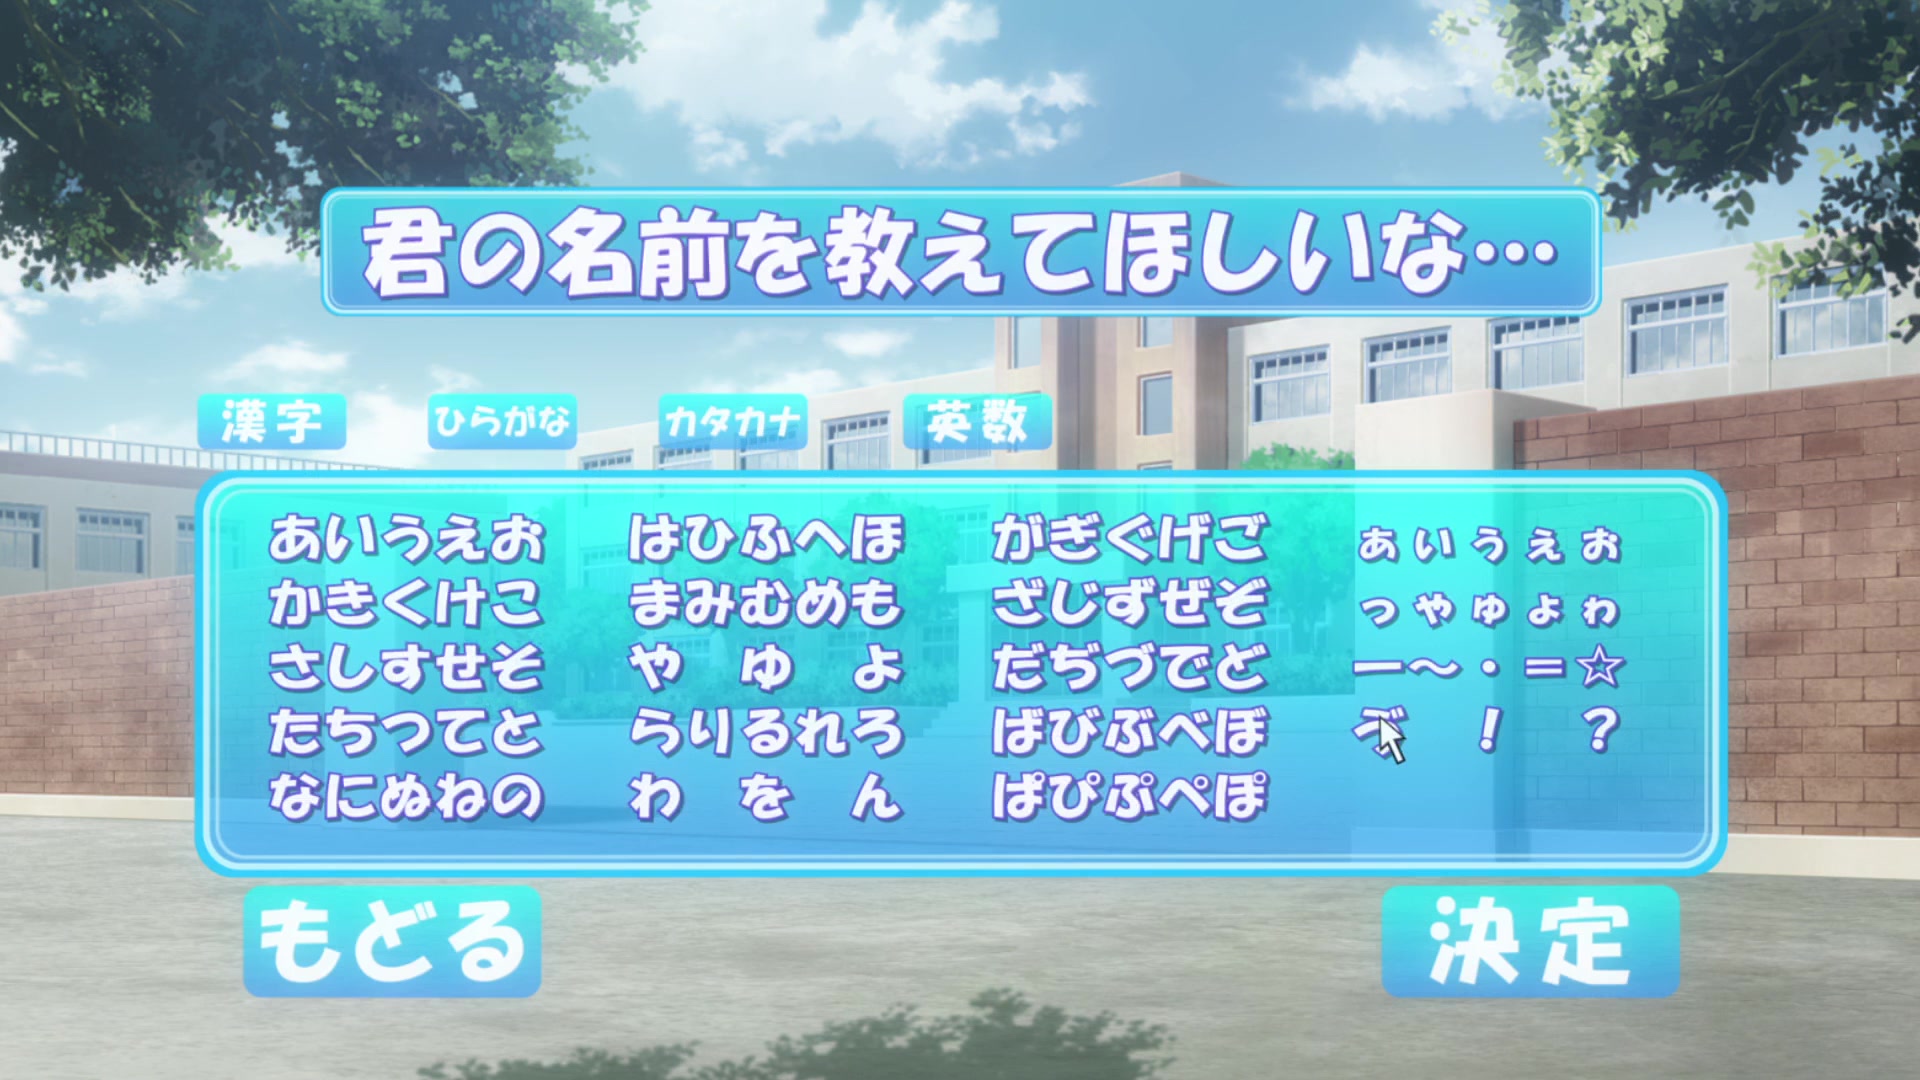 君の名前を教えてほしいな…
漢字 ひらがな カタカナ 英数
あいうえお はひふへほ がぎぐげご ぁぃぅぇぉ
かきくけこ まみむめも ざじずぜぞ っゃゅょゎ
さしすせそ や ゆ よ だぢづでど ー～・＝☆
たちつてと らりるれろ ばびぶべぼ ゔ ！ ？
なにぬねの わ を ん ぱぴぷぺぽ
もどる 決定